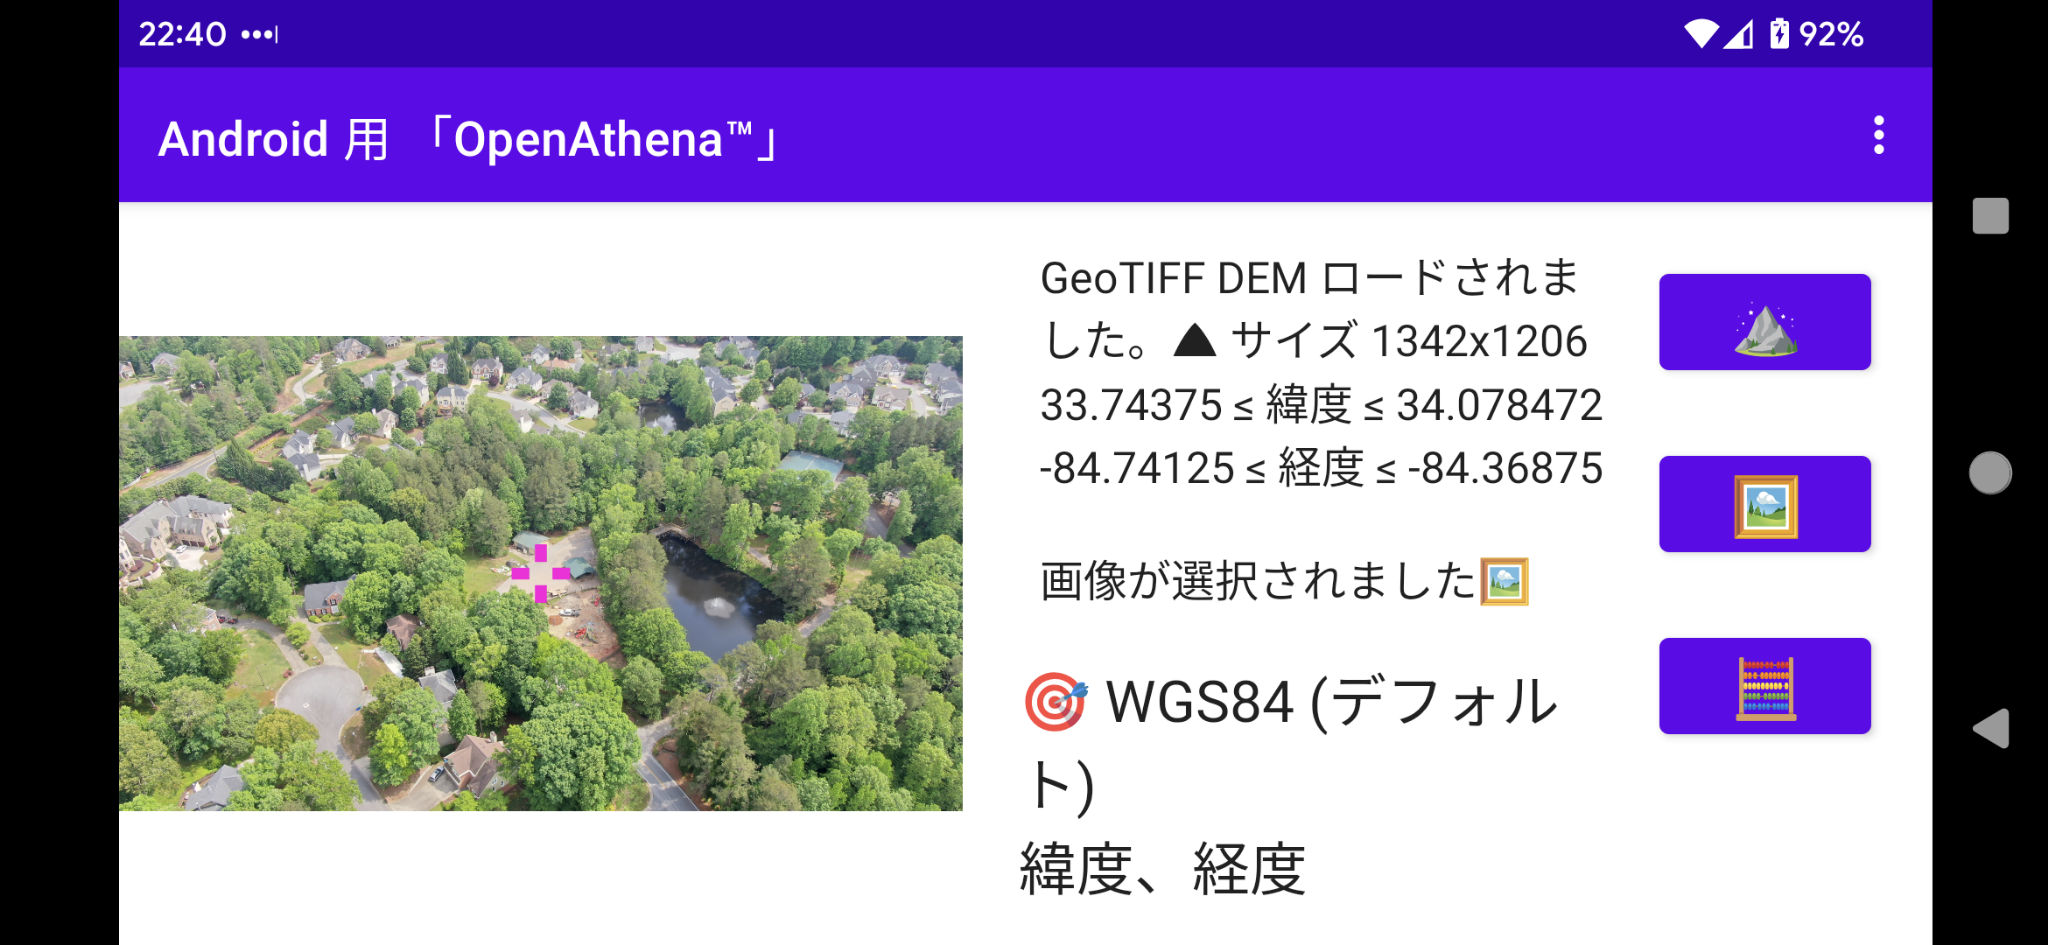 22:40
92%
Android 用 「OpenAthena™」
GeoTIFF DEM ロードされま
した。▲ サイズ 1342x1206
33.74375 ≤ 緯度 ≤ 34.078472
-84.74125 ≤ 経度 ≤ -84.36875
画像が選択されました🖼️
🎯 WGS84 (デフォル
ト)
緯度、経度